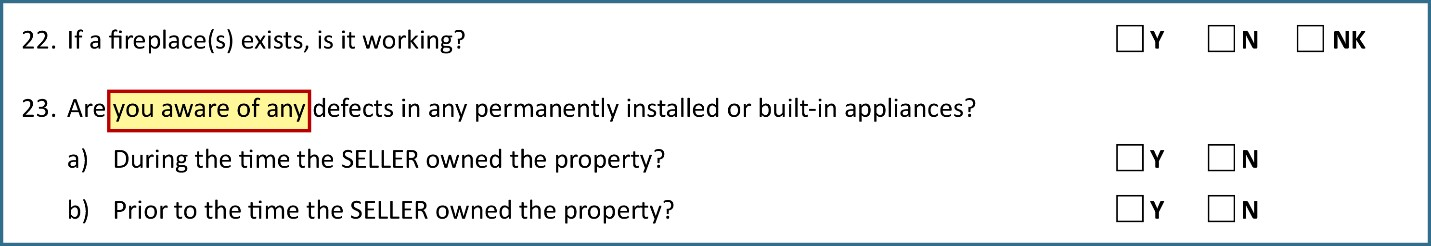 22. If a fireplace(s) exists, is it working? Y N NK
23. Are you aware of any defects in any permanently installed or built-in appliances?
a) During the time the SELLER owned the property? Y N
b) Prior to the time the SELLER owned the property? Y N